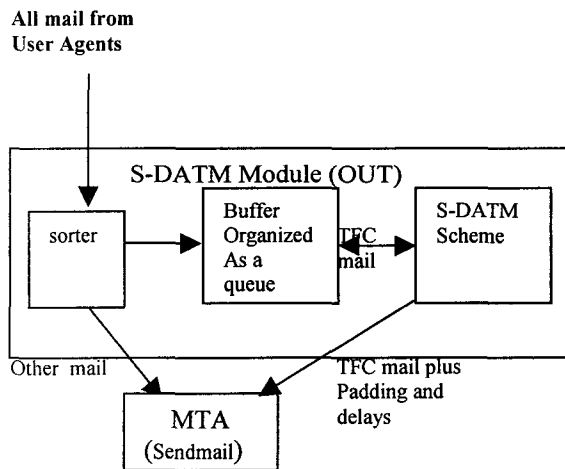 All mail from
User Agents
S-DATM Module (OUT)
sorter
Buffer
Organized
As a
queue
TFC
mail
S-DATM
Scheme
Other mail
TFC mail plus
Padding and
delays
MTA
(Sendmail)